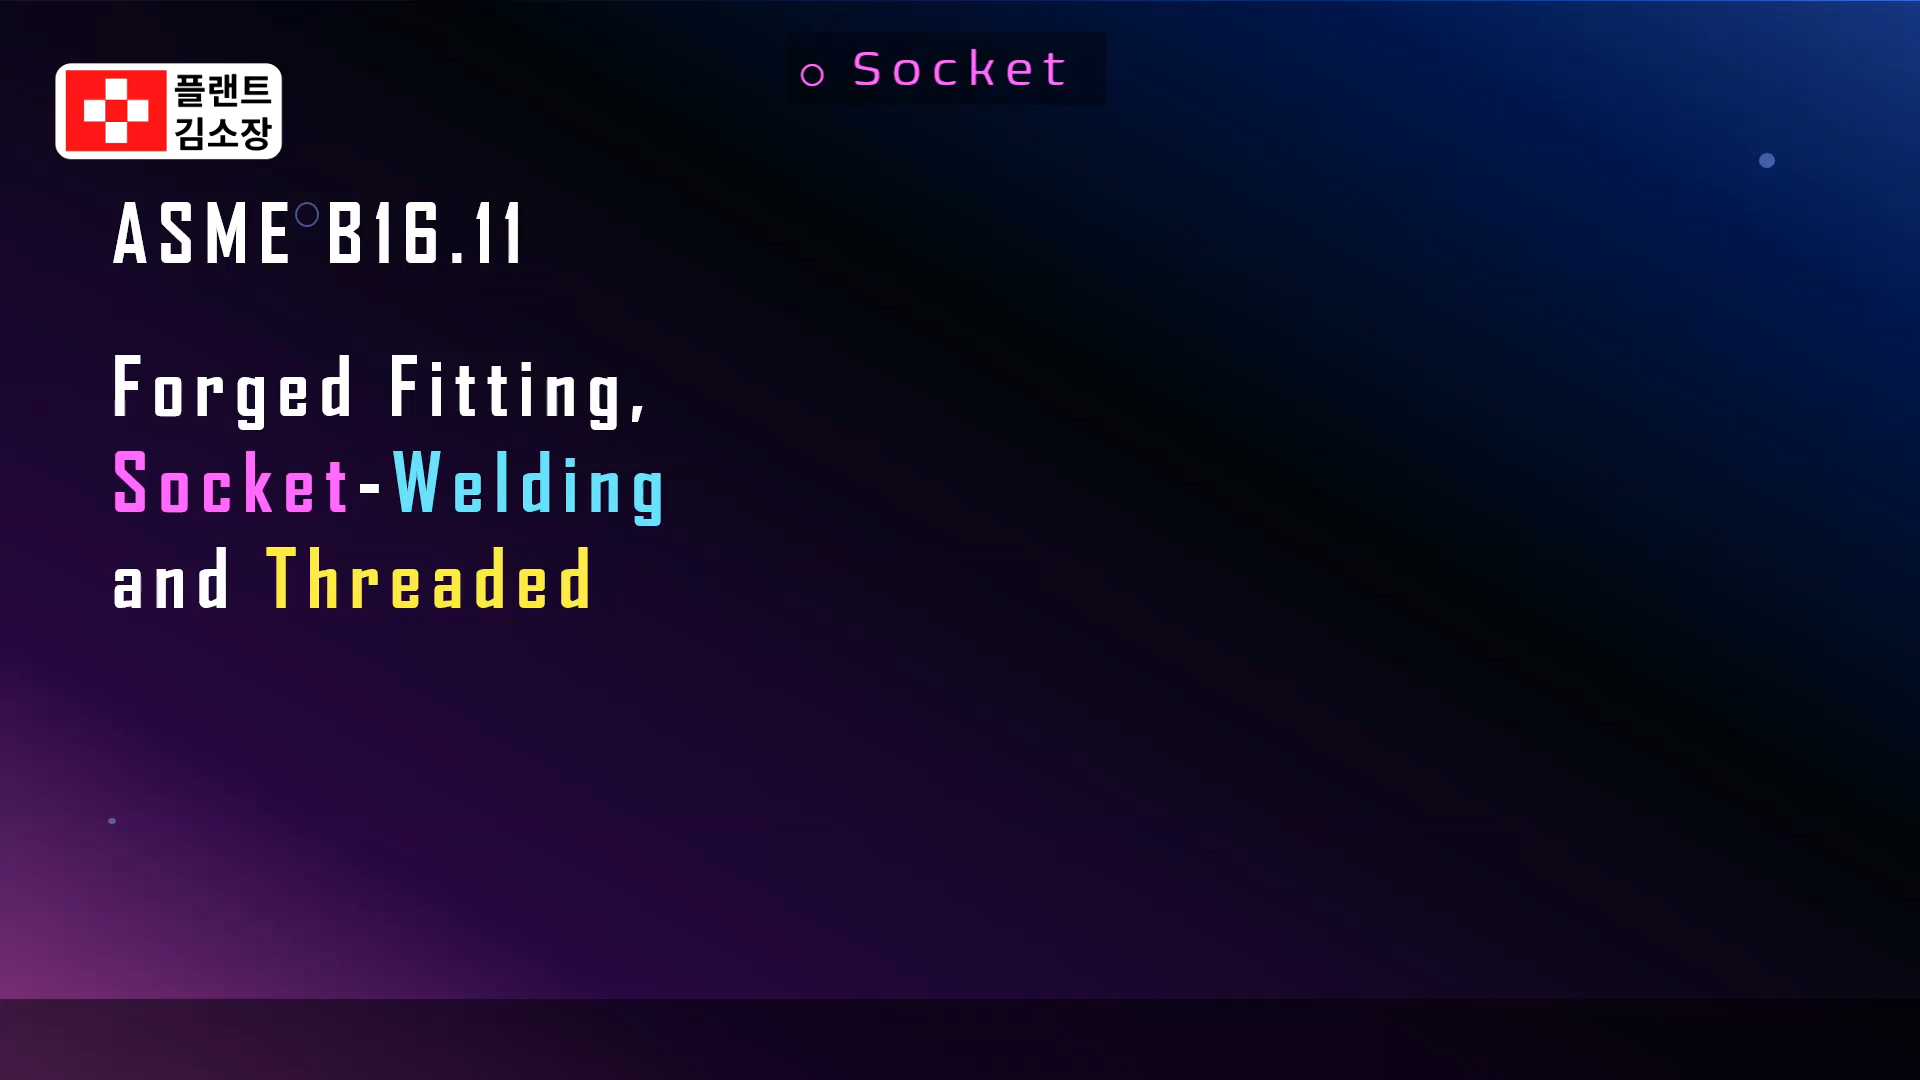 Socket
플랜트
김소장
ASME B16.11
Forged Fitting,
Socket-Welding
and Threaded